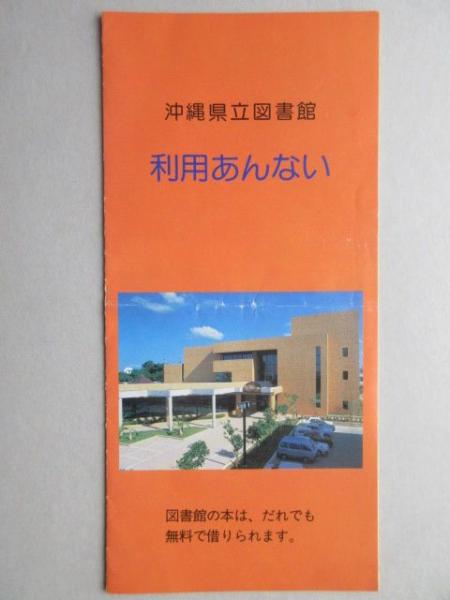 沖縄県立図書館
利用あんない
図書館の本は、だれでも
無料で借りられます。